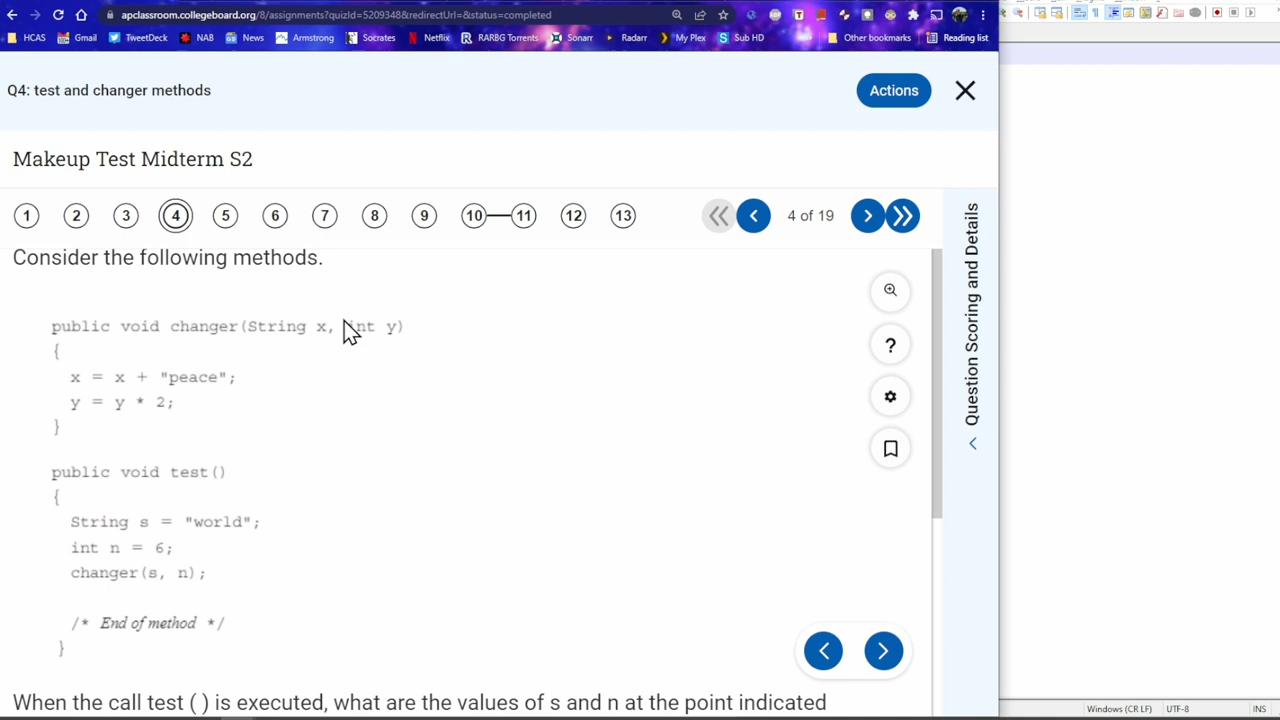 apclassroom.collegeboard.org/8/assignments?quizId=5209348&redirectUrl=&status=completed
HCAS Gmail TweetDeck NAB News Armstrong Socrates Netflix RARBG Torrents Sonarr Radarr My Plex Sub HD Other bookmarks Reading list
Q4: test and changer methods
Actions
Makeup Test Midterm S2
1 2 3 4 5 6 7 8 9 10 11 12 13
4 of 19
Question Scoring and Details
Consider the following methods.
public void changer(String x, int y)
{
x = x + "peace";
y = y * 2;
}
public void test()
{
String s = "world";
int n = 6;
changer(s, n);
/* End of method */
}
When the call test ( ) is executed, what are the values of s and n at the point indicated
Windows (CR LF) UTF-8 INS